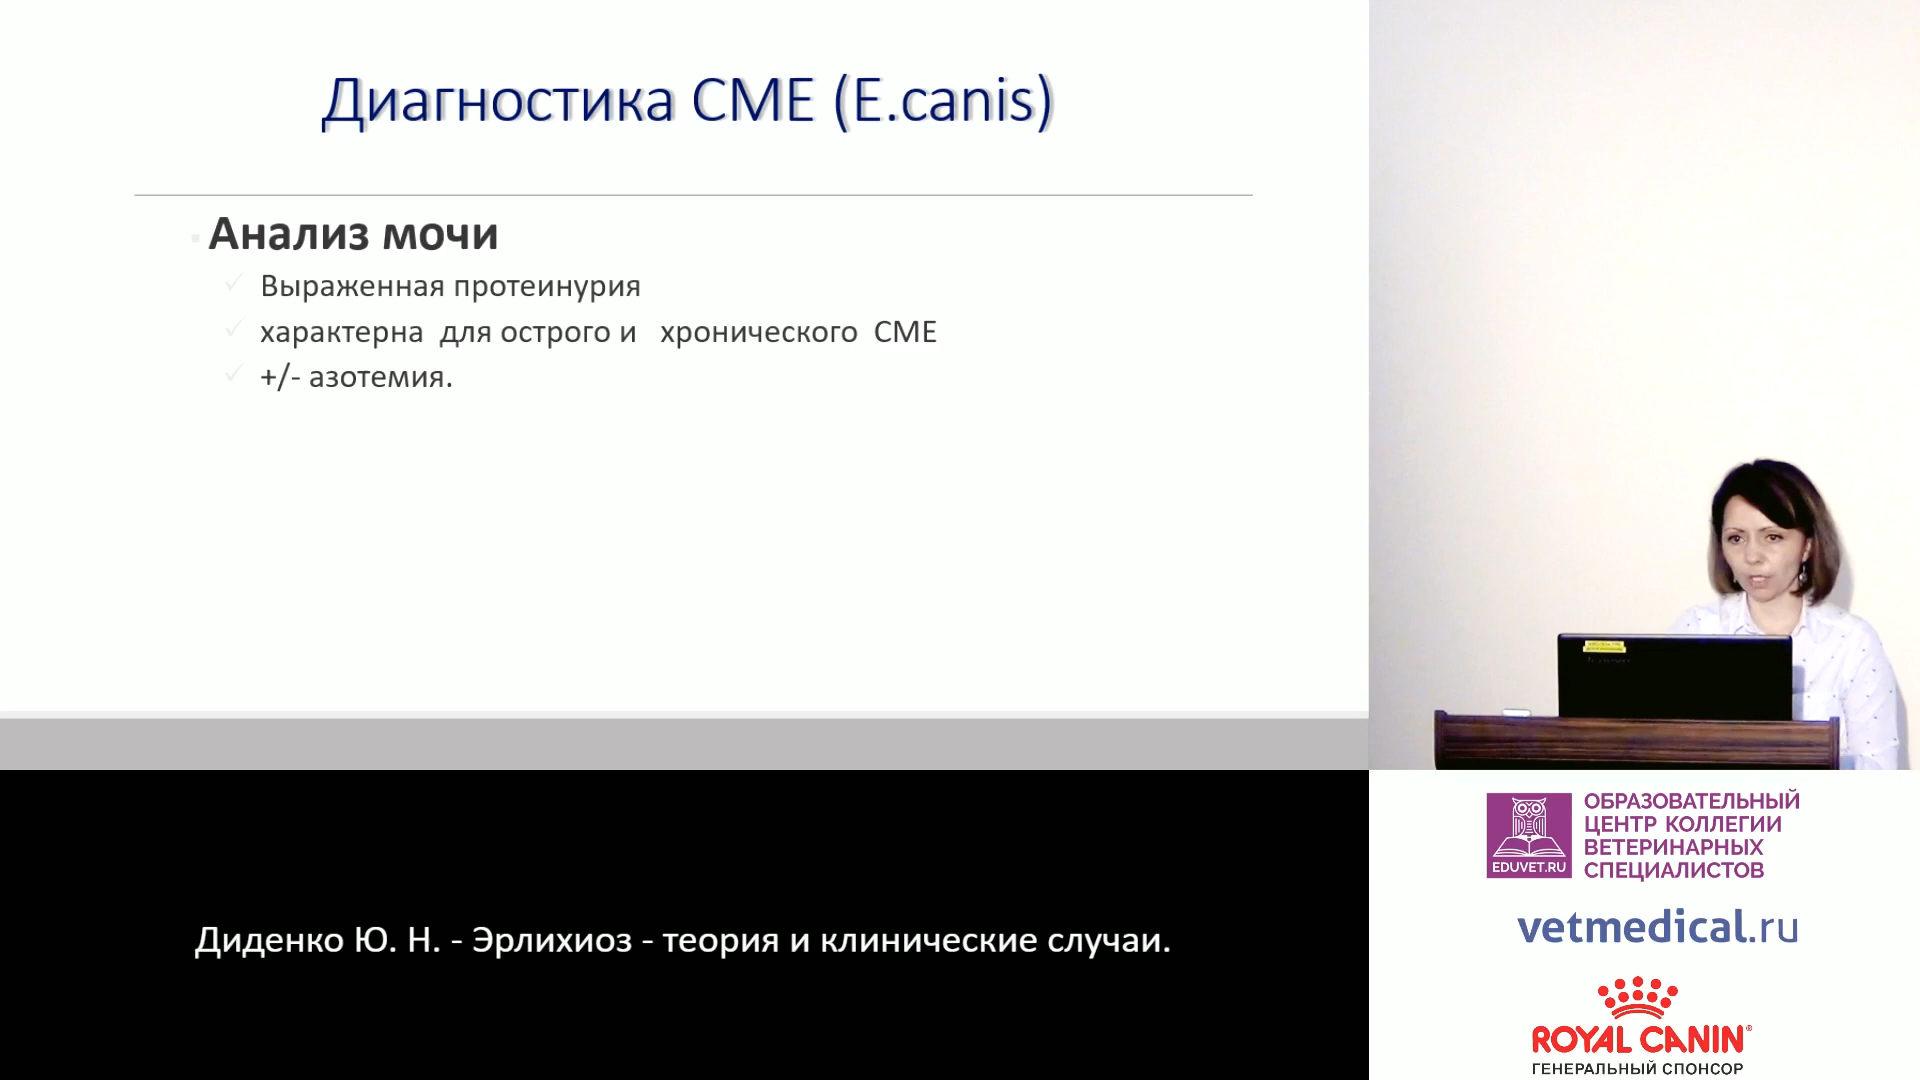 Диагностика CME (E.canis)
Анализ мочи
Выраженная протеинурия
характерна для острого и хронического СМЕ
+/- азотемия.
Диденко Ю. Н. - Эрлихиоз - теория и клинические случаи.
EDUVET.RU
ОБРАЗОВАТЕЛЬНЫЙ
ЦЕНТР КОЛЛЕГИИ
ВЕТЕРИНАРНЫХ
СПЕЦИАЛИСТОВ
vetmedical.ru
ROYAL CANIN®
ГЕНЕРАЛЬНЫЙ СПОНСОР